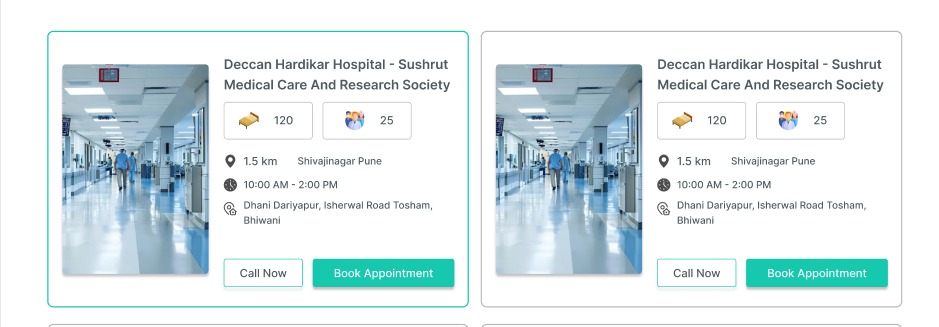 Deccan Hardikar Hospital - Sushrut
Medical Care And Research Society
120
25
1.5 km
Shivajinagar Pune
10:00 AM - 2:00 PM
Dhani Dariyapur, Isherwal Road Tosham,
Bhiwani
Call Now
Book Appointment
Deccan Hardikar Hospital - Sushrut
Medical Care And Research Society
120
25
1.5 km
Shivajinagar Pune
10:00 AM - 2:00 PM
Dhani Dariyapur, Isherwal Road Tosham,
Bhiwani
Call Now
Book Appointment